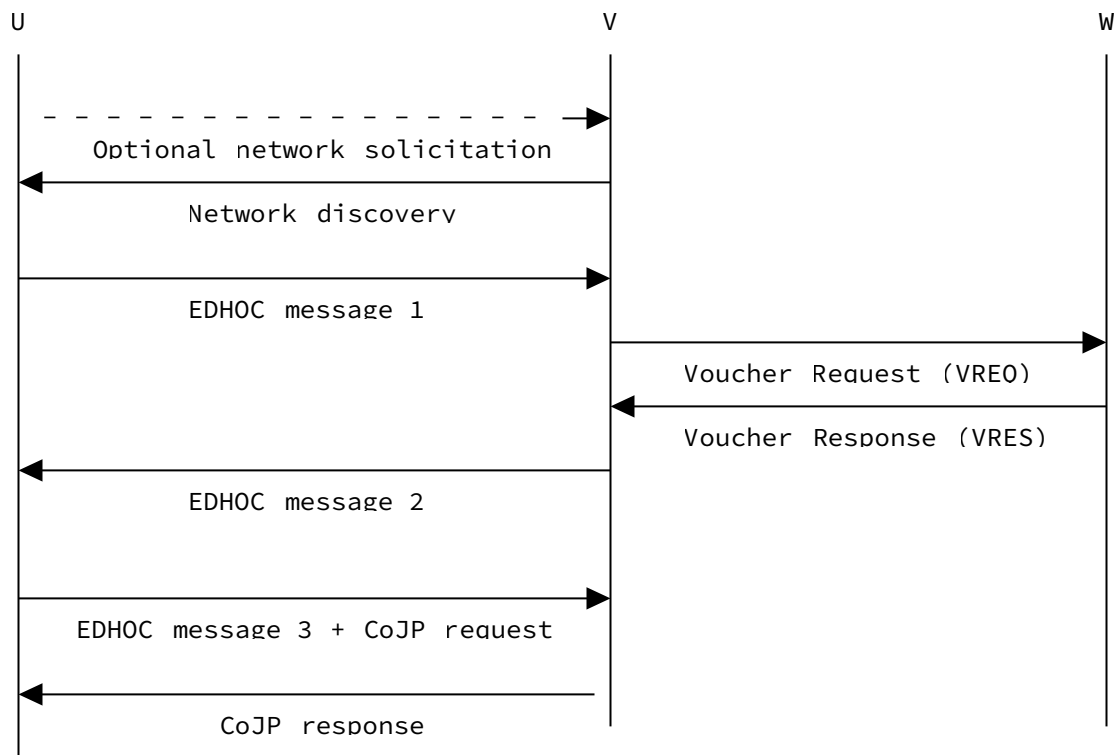 U V W
Optional network solicitation
Network discovery
EDHOC message 1
Voucher Request (VREQ)
Voucher Response (VRES)
EDHOC message 2
EDHOC message 3 + CoJP request
CoJP response